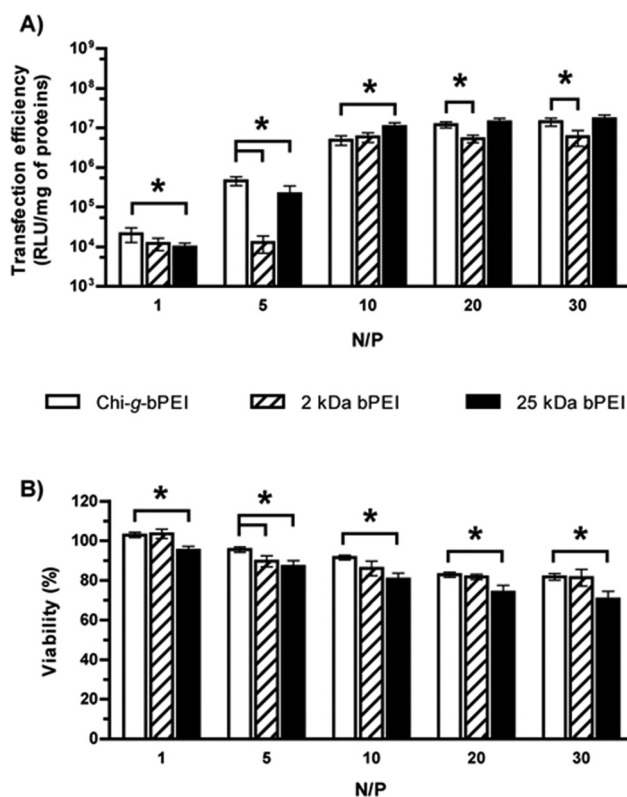 A)
Transfection efficiency
(RLU/mg of proteins)
10⁹
10⁸
10⁷
10⁶
10⁵
10⁴
10³
* * * * *
1 5 10 20 30
N/P
Chi-g-bPEI 2 kDa bPEI 25 kDa bPEI
B)
Viability (%)
120
100
80
60
40
20
0
* * * * *
1 5 10 20 30
N/P